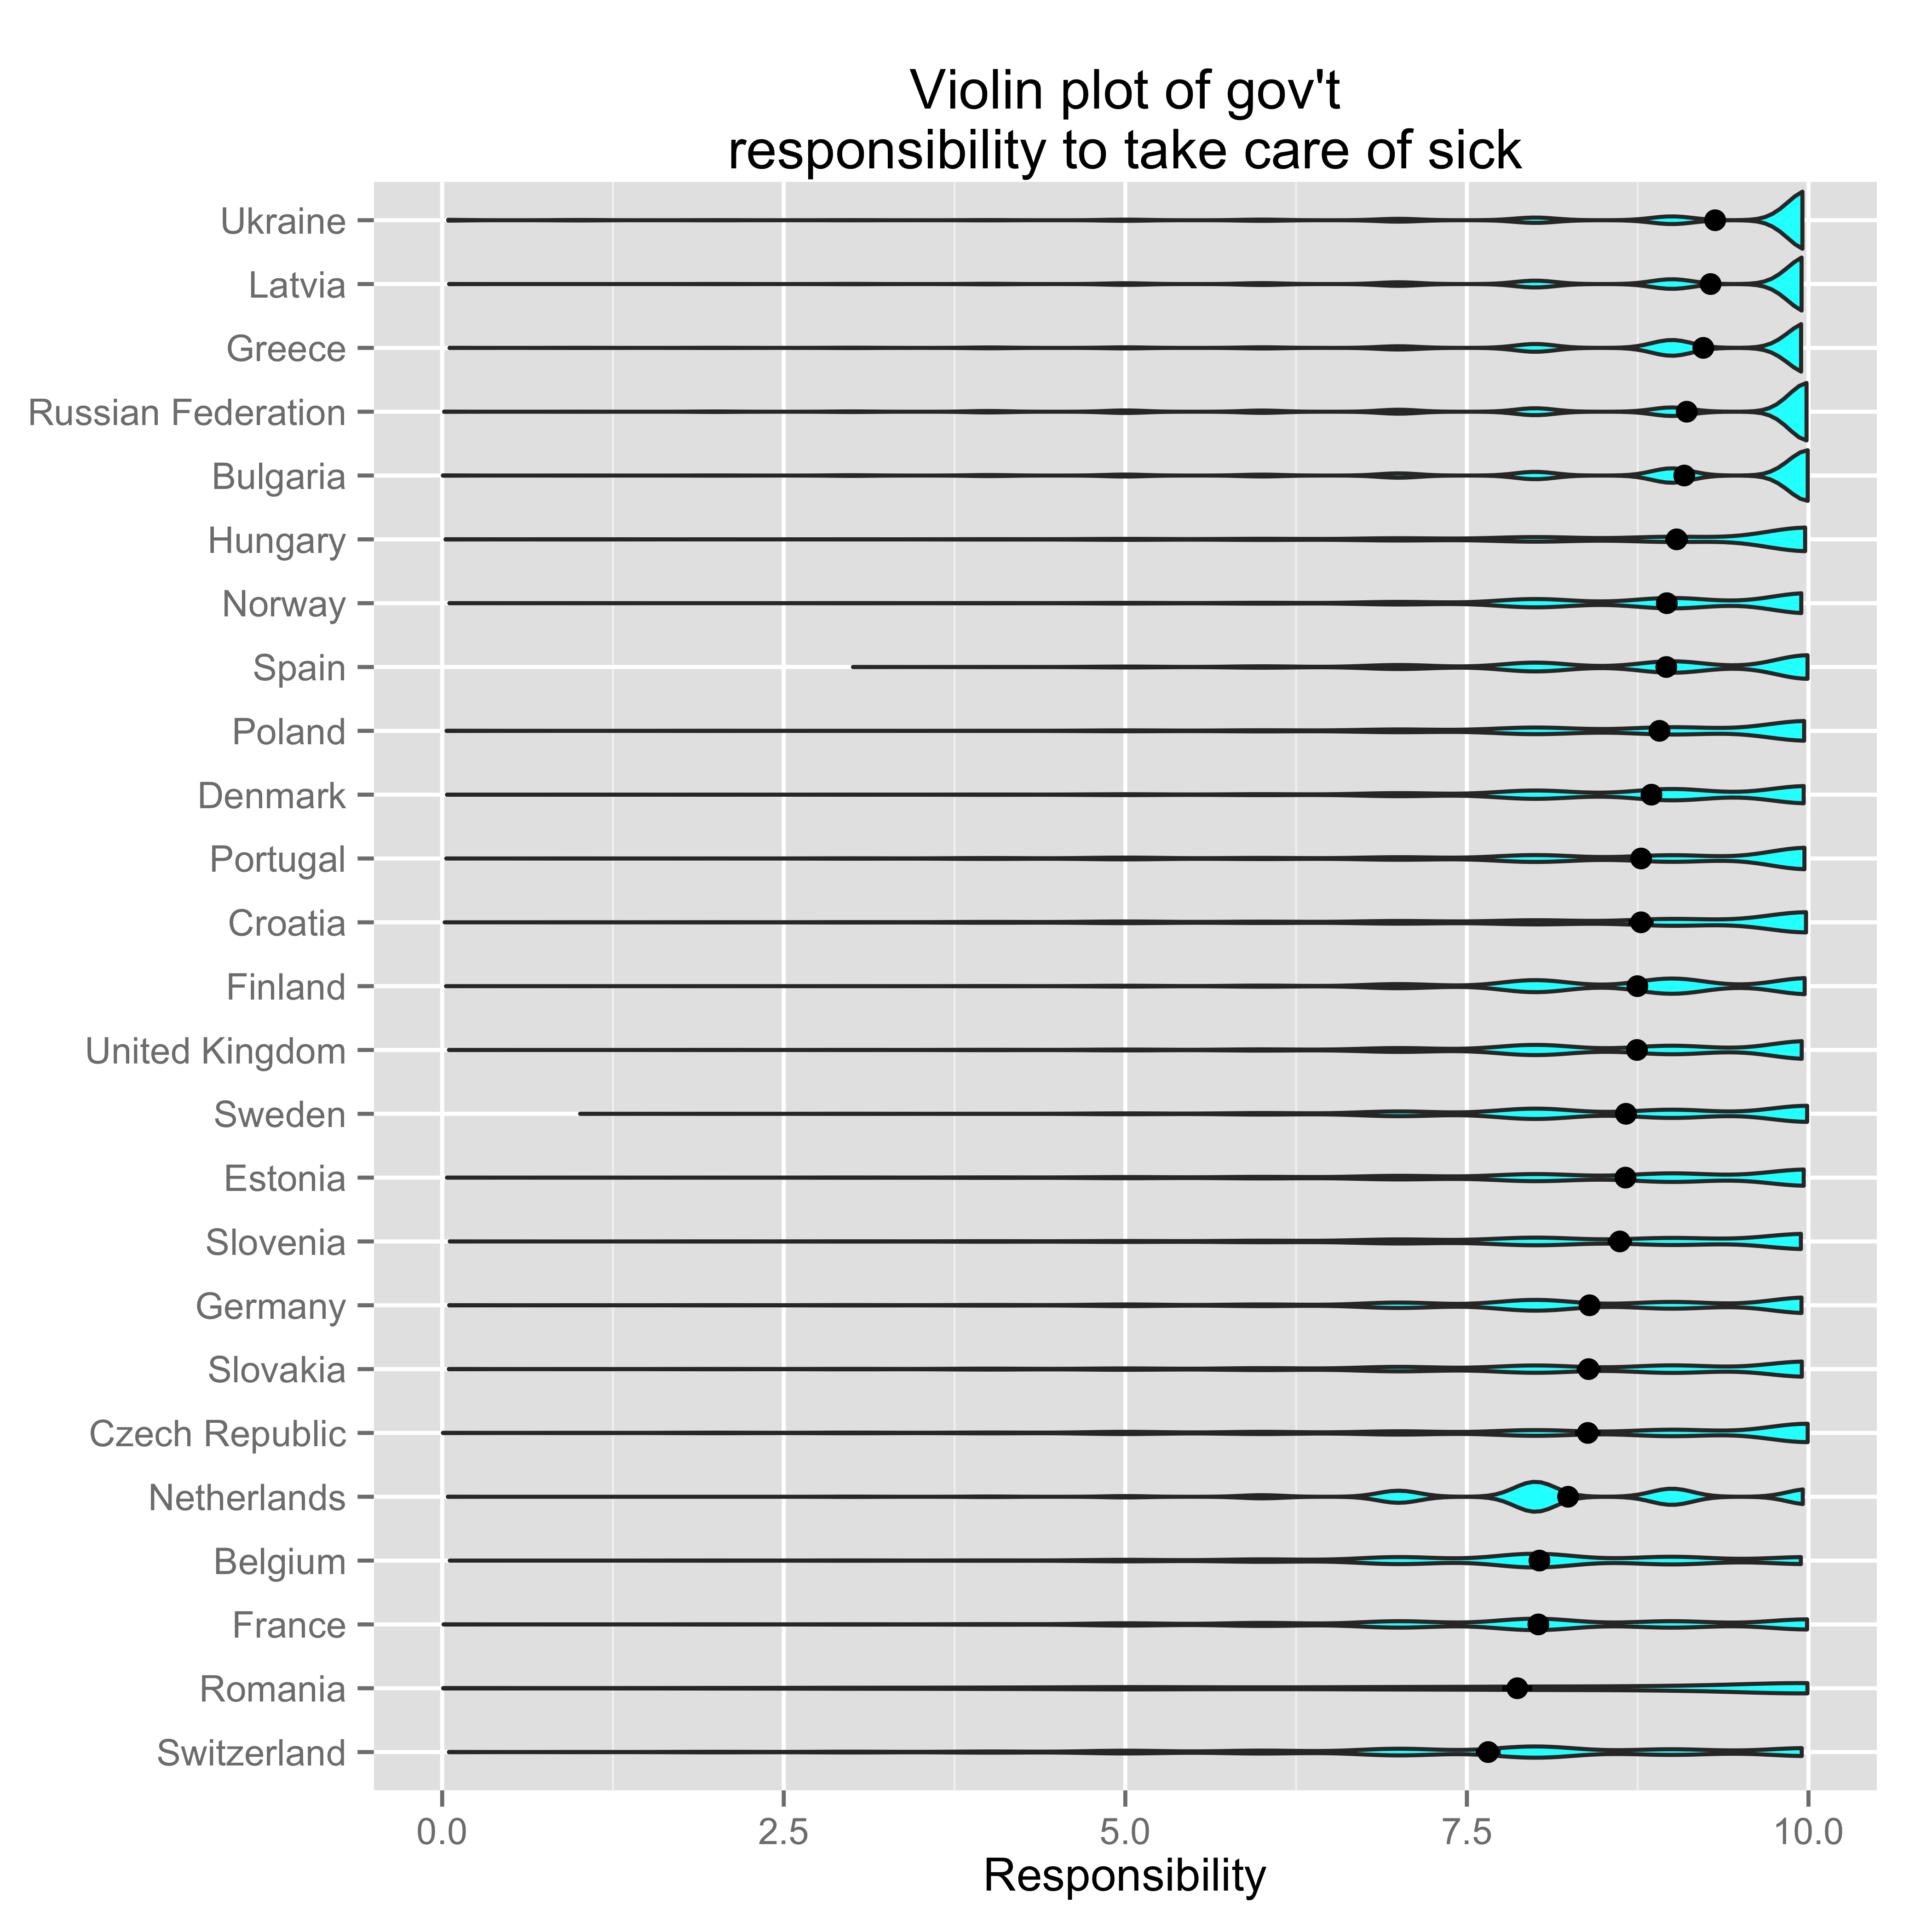 Violin plot of gov't
responsibility to take care of sick
Ukraine
Latvia
Greece
Russian Federation
Bulgaria
Hungary
Norway
Spain
Poland
Denmark
Portugal
Croatia
Finland
United Kingdom
Sweden
Estonia
Slovenia
Germany
Slovakia
Czech Republic
Netherlands
Belgium
France
Romania
Switzerland
0.0 2.5 5.0 7.5 10.0
Responsibility